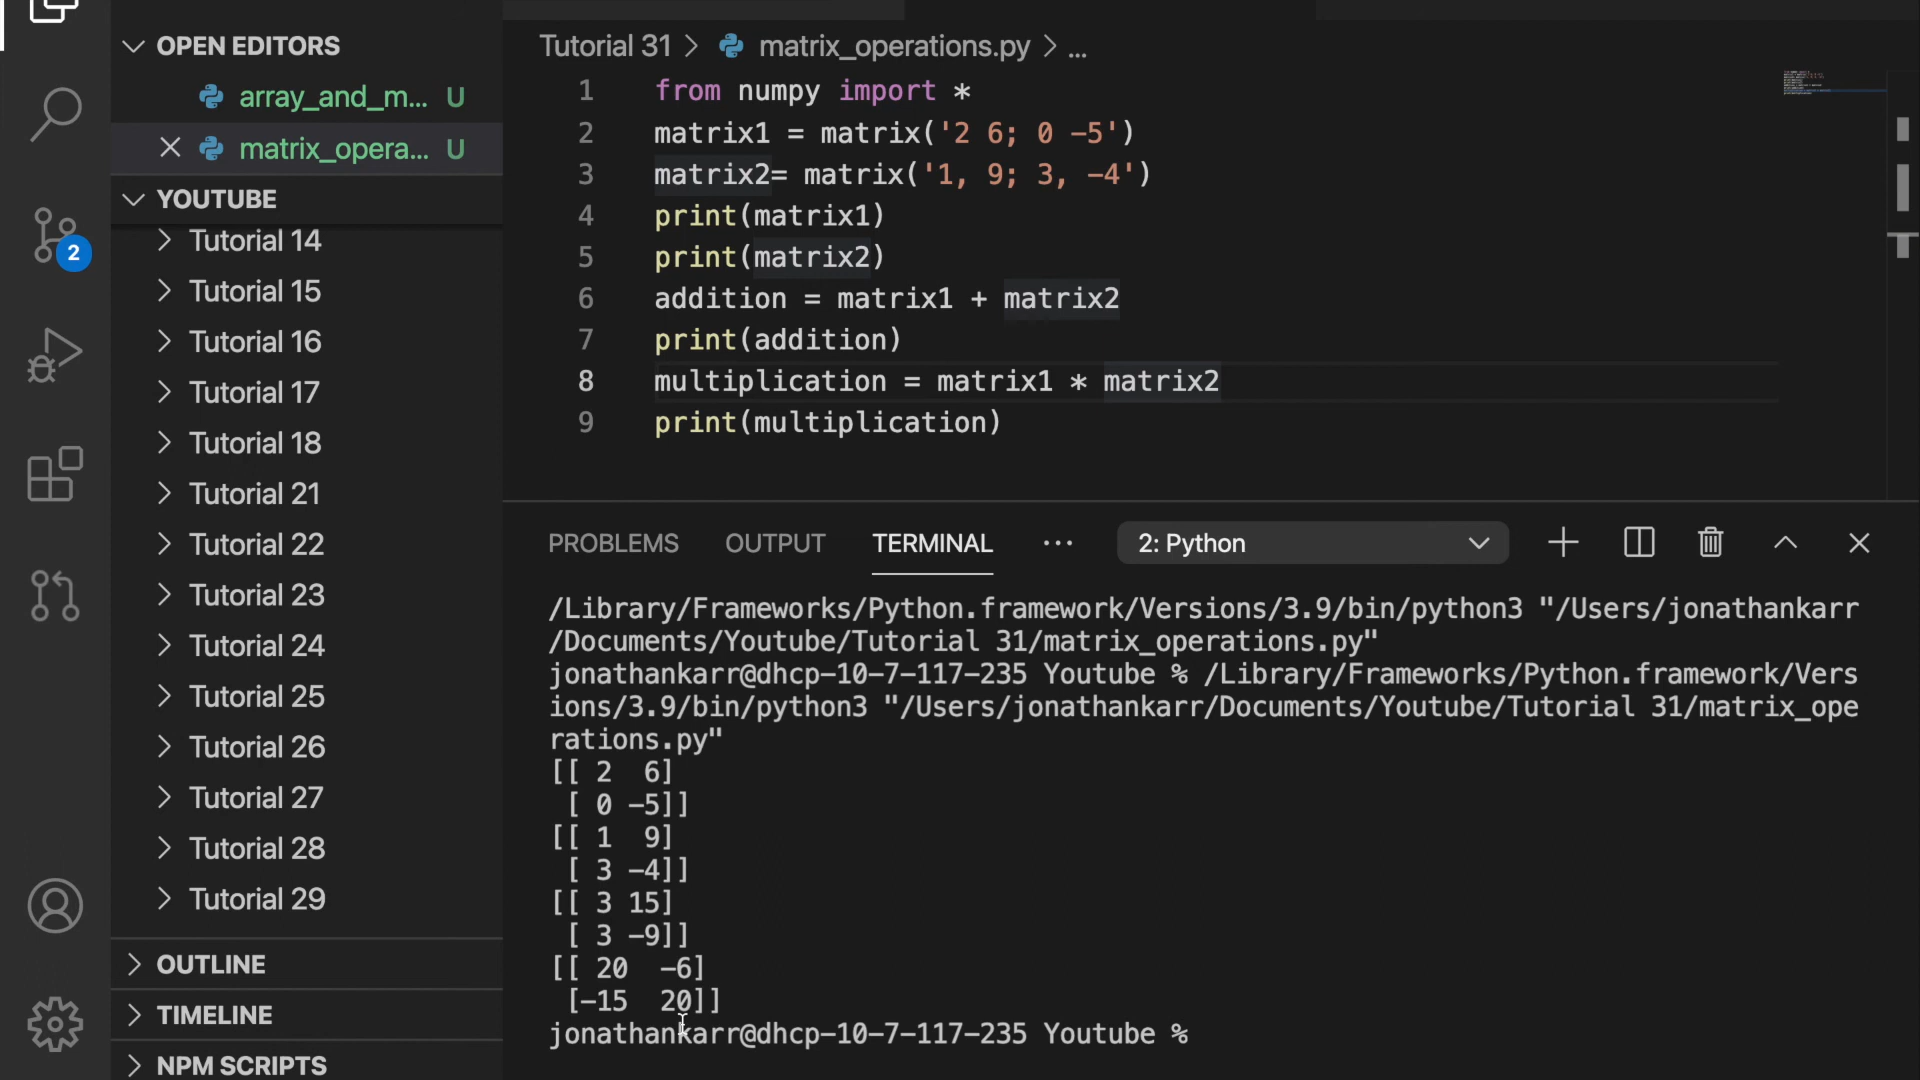 OPEN EDITORS
array_and_m... U
matrix_opera... U
YOUTUBE
Tutorial 14
Tutorial 15
Tutorial 16
Tutorial 17
Tutorial 18
Tutorial 21
Tutorial 22
Tutorial 23
Tutorial 24
Tutorial 25
Tutorial 26
Tutorial 27
Tutorial 28
Tutorial 29
OUTLINE
TIMELINE
NPM SCRIPTS
2
Tutorial 31 > matrix_operations.py > ...
1 from numpy import *
2 matrix1 = matrix('2 6; 0 -5')
3 matrix2= matrix('1, 9; 3, -4')
4 print(matrix1)
5 print(matrix2)
6 addition = matrix1 + matrix2
7 print(addition)
8 multiplication = matrix1 * matrix2
9 print(multiplication)
PROBLEMS OUTPUT TERMINAL ... 2: Python
/Library/Frameworks/Python.framework/Versions/3.9/bin/python3 "/Users/jonathankarr
/Documents/Youtube/Tutorial 31/matrix_operations.py"
jonathankarr@dhcp-10-7-117-235 Youtube % /Library/Frameworks/Python.framework/Vers
ions/3.9/bin/python3 "/Users/jonathankarr/Documents/Youtube/Tutorial 31/matrix_ope
rations.py"
[[ 2  6]
 [ 0 -5]]
[[ 1  9]
 [ 3 -4]]
[[ 3 15]
 [ 3 -9]]
[[ 20  -6]
 [-15  20]]
jonathankarr@dhcp-10-7-117-235 Youtube %